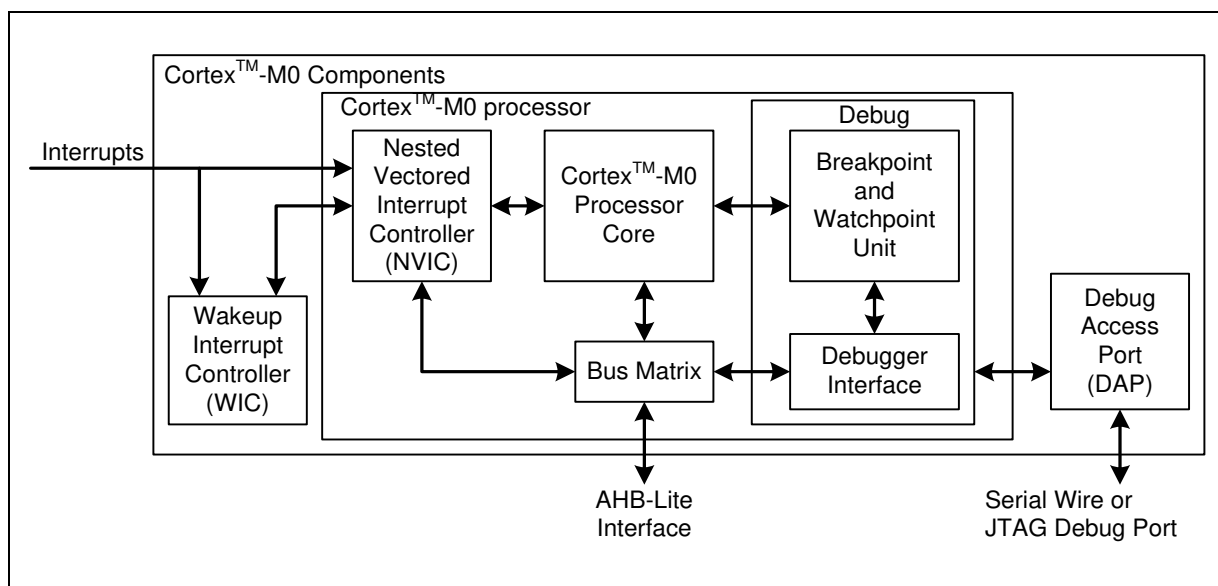 Cortex™-M0 Components
Cortex™-M0 processor
Debug
Interrupts
Nested
Vectored
Interrupt
Controller
(NVIC)
Cortex™-M0
Processor
Core
Breakpoint
and
Watchpoint
Unit
Wakeup
Interrupt
Controller
(WIC)
Bus Matrix
Debugger
Interface
Debug
Access
Port
(DAP)
AHB-Lite
Interface
Serial Wire or
JTAG Debug Port